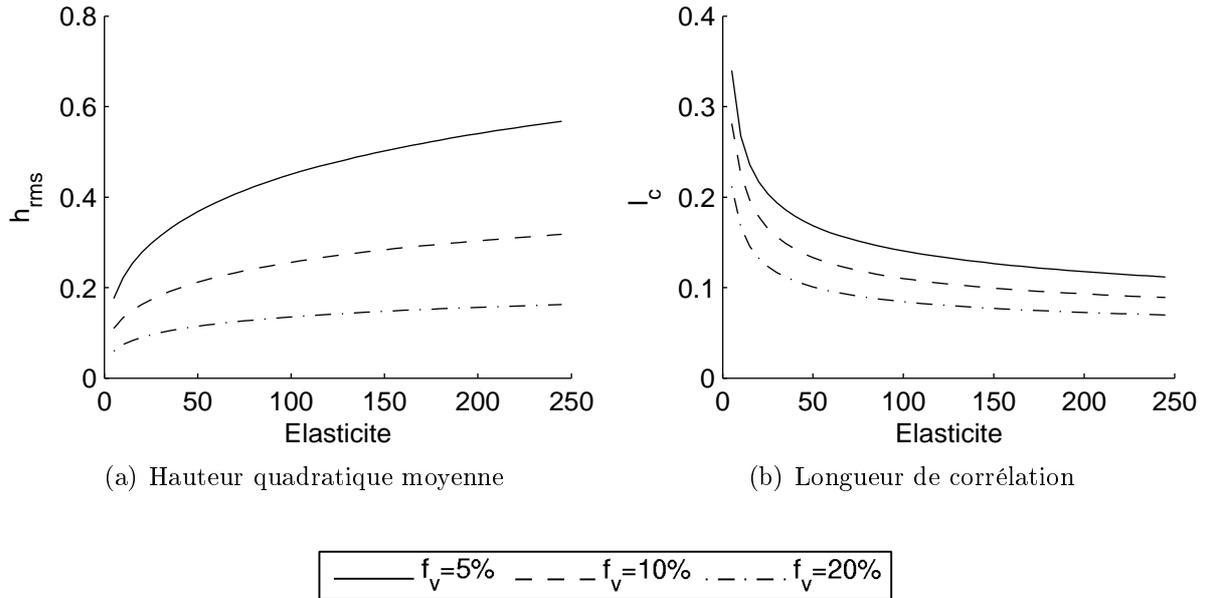 0.8
0.6
0.4
0.2
0
h_rms
0 50 100 150 200 250
Elasticite
(a) Hauteur quadratique moyenne
0.4
0.3
0.2
0.1
0
l_c
0 50 100 150 200 250
Elasticite
(b) Longueur de corrélation
f_v=5% f_v=10% f_v=20%